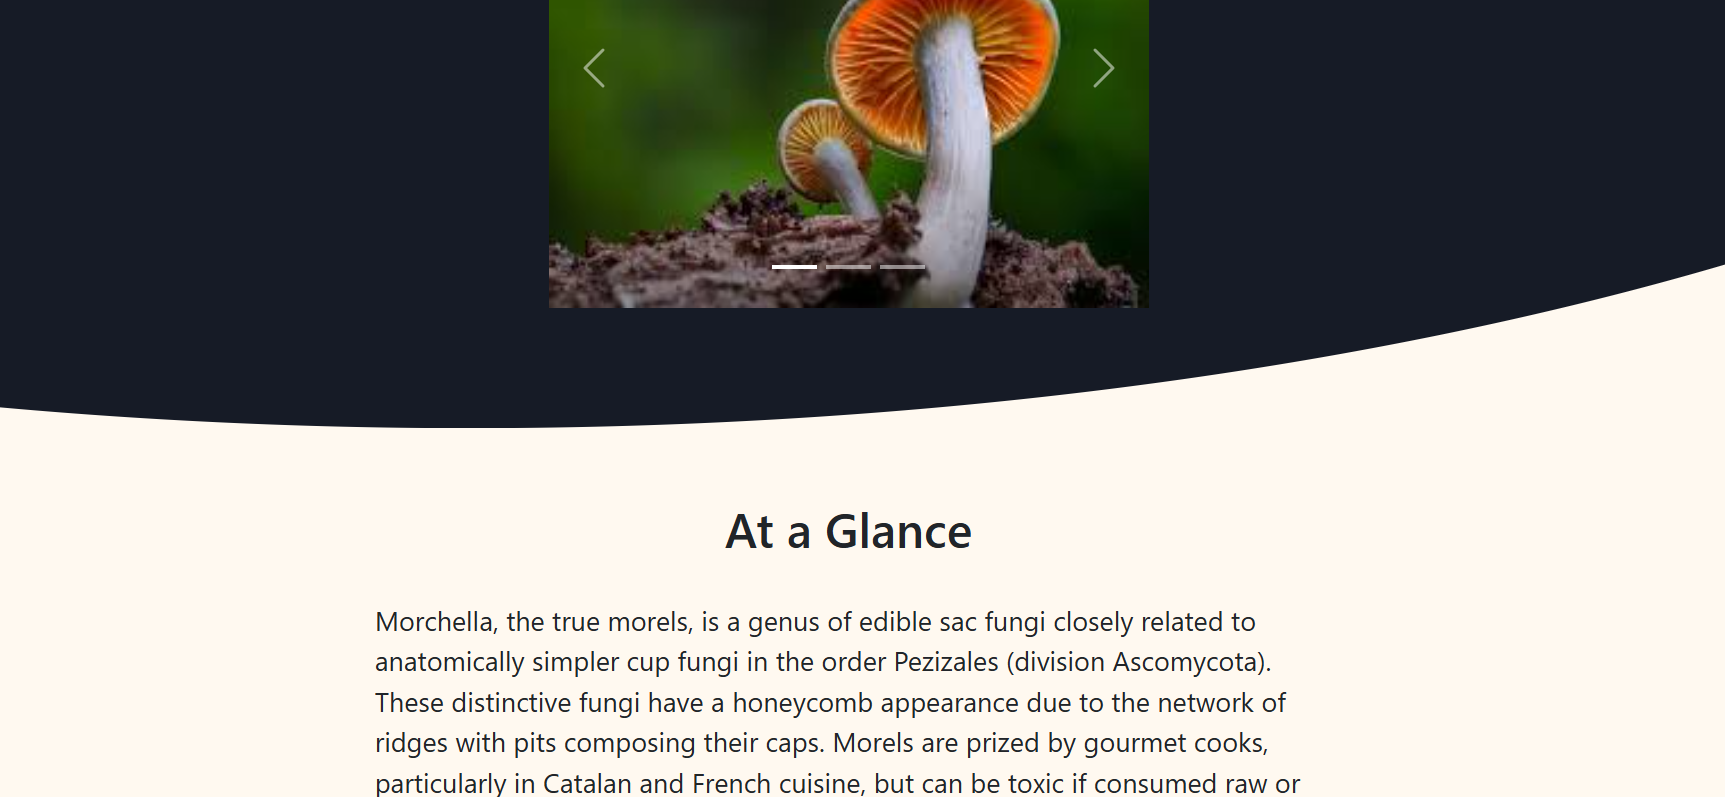 At a Glance
Morchella, the true morels, is a genus of edible sac fungi closely related to
anatomically simpler cup fungi in the order Pezizales (division Ascomycota).
These distinctive fungi have a honeycomb appearance due to the network of
ridges with pits composing their caps. Morels are prized by gourmet cooks,
particularly in Catalan and French cuisine, but can be toxic if consumed raw or